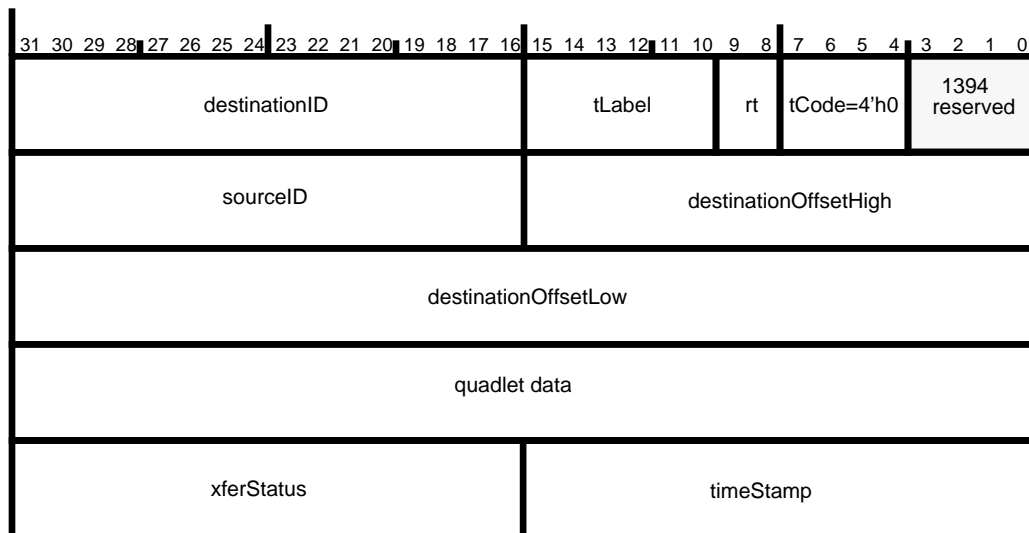 31 30 29 28 27 26 25 24 23 22 21 20 19 18 17 16 15 14 13 12 11 10 9 8 7 6 5 4 3 2 1 0
destinationID tLabel rt tCode=4'h0 1394
reserved
sourceID destinationOffsetHigh
destinationOffsetLow
quadlet data
xferStatus timeStamp